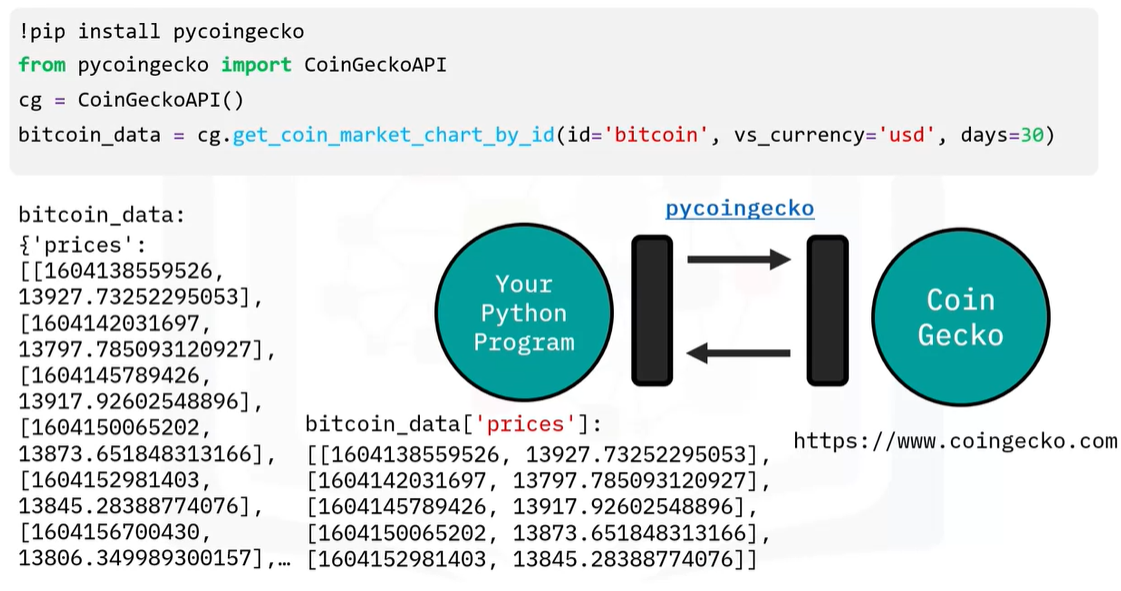 !pip install pycoingecko
from pycoingecko import CoinGeckoAPI
cg = CoinGeckoAPI()
bitcoin_data = cg.get_coin_market_chart_by_id(id='bitcoin', vs_currency='usd', days=30)
bitcoin_data:
{'prices':
[[1604138559526,
13927.73252295053],
[1604142031697,
13797.785093120927],
[1604145789426,
13917.92602548896],
[1604150065202,
13873.651848313166],
[1604152981403,
13845.28388774076],
[1604156700430,
13806.349989300157],…
pycoingecko
Your
Python
Program
Coin
Gecko
https://www.coingecko.com
bitcoin_data['prices']:
[[1604138559526, 13927.73252295053],
[1604142031697, 13797.785093120927],
[1604145789426, 13917.92602548896],
[1604150065202, 13873.651848313166],
[1604152981403, 13845.28388774076]]